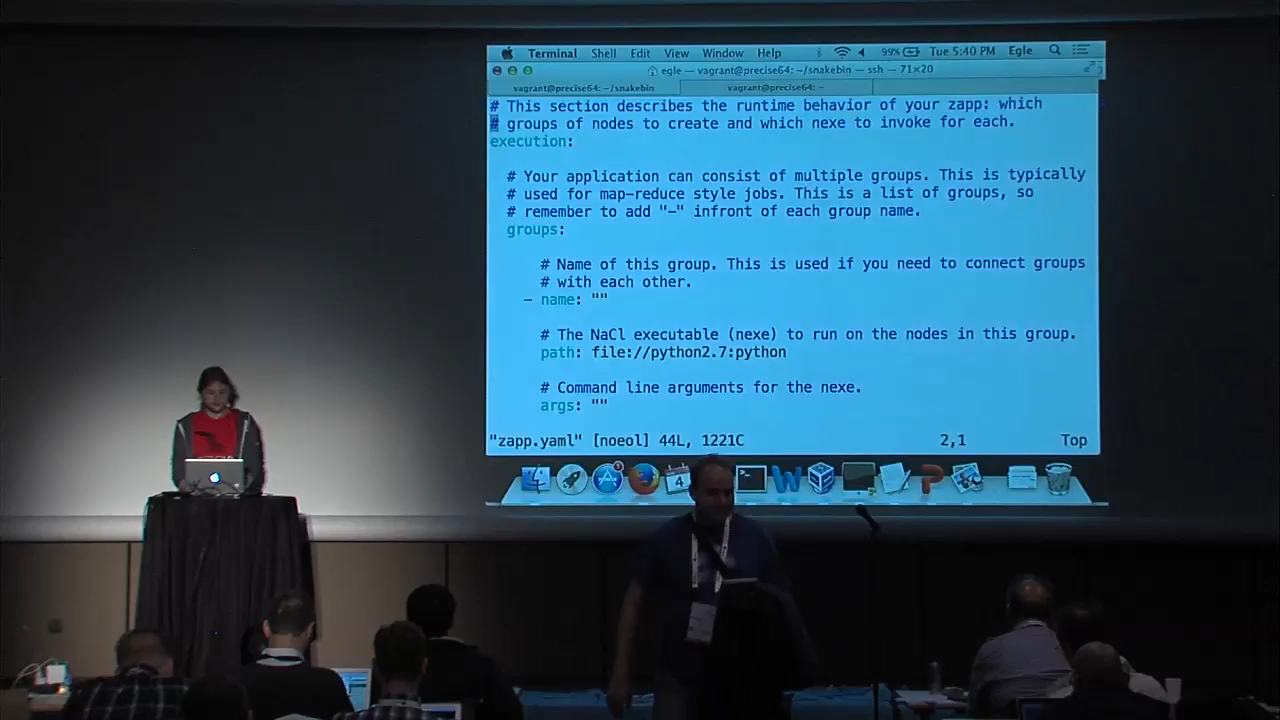 Terminal Shell Edit View Window Help 99% Tue 5:40 PM Egle
egle — vagrant@precise64: ~/snakebin — ssh — 71×20
vagrant@precise64: ~/snakebin vagrant@precise64: ~
# This section describes the runtime behavior of your zapp: which
# groups of nodes to create and which nexe to invoke for each.
execution:
# Your application can consist of multiple groups. This is typically
# used for map-reduce style jobs. This is a list of groups, so
# remember to add "-" infront of each group name.
groups:
# Name of this group. This is used if you need to connect groups
# with each other.
- name: ""
# The NaCl executable (nexe) to run on the nodes in this group.
path: file://python2.7:python
# Command line arguments for the nexe.
args: ""
"zapp.yaml" [noeol] 44L, 1221C 2,1 Top
4